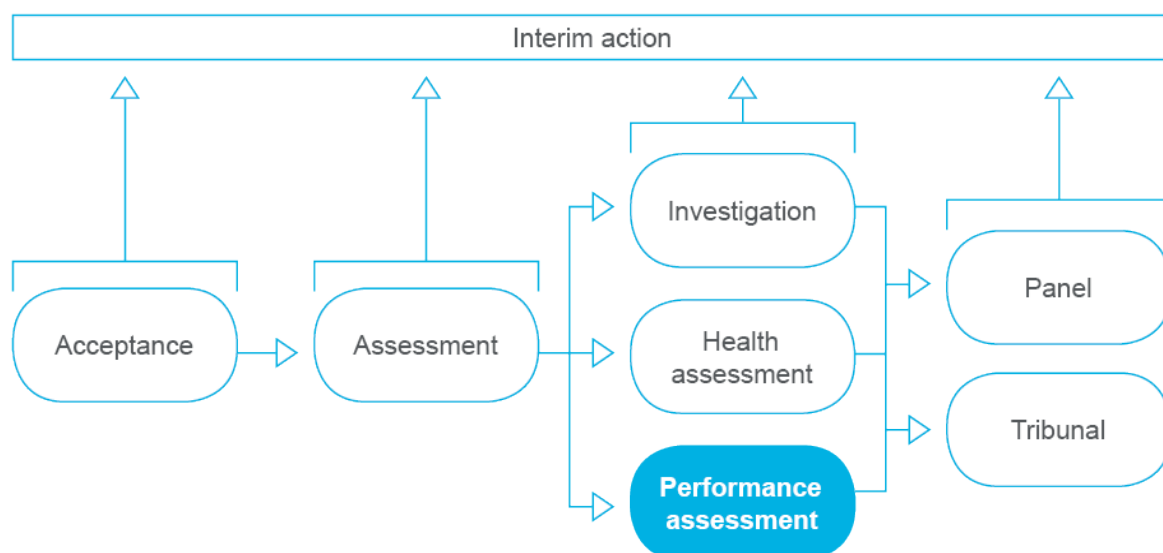 Interim action
Acceptance
Assessment
Investigation
Health
assessment
Performance
assessment
Panel
Tribunal